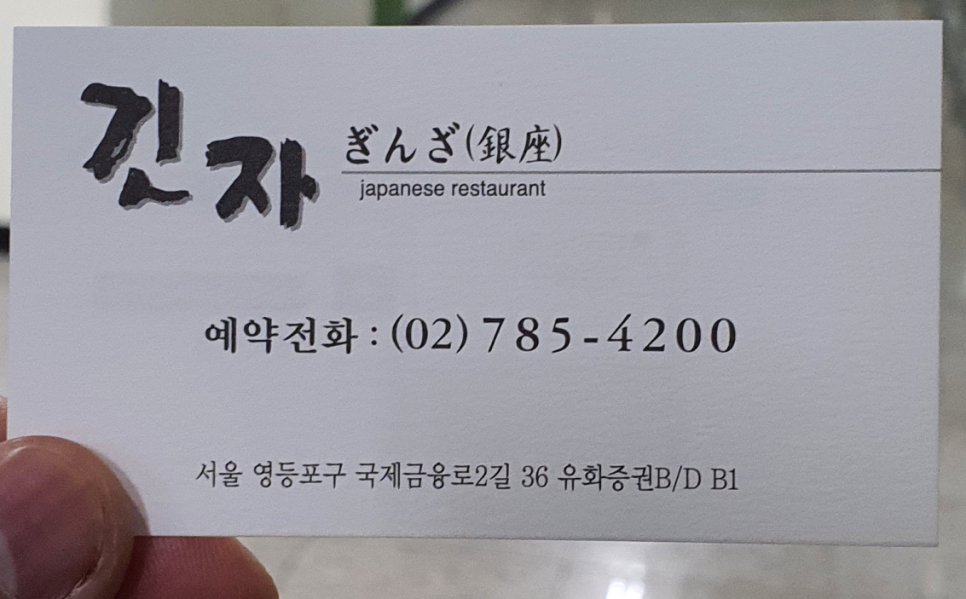 긴자 ぎんざ(銀座)
japanese restaurant
예약전화 : (02) 785-4200
서울 영등포구 국제금융로2길 36 유화증권B/D B1